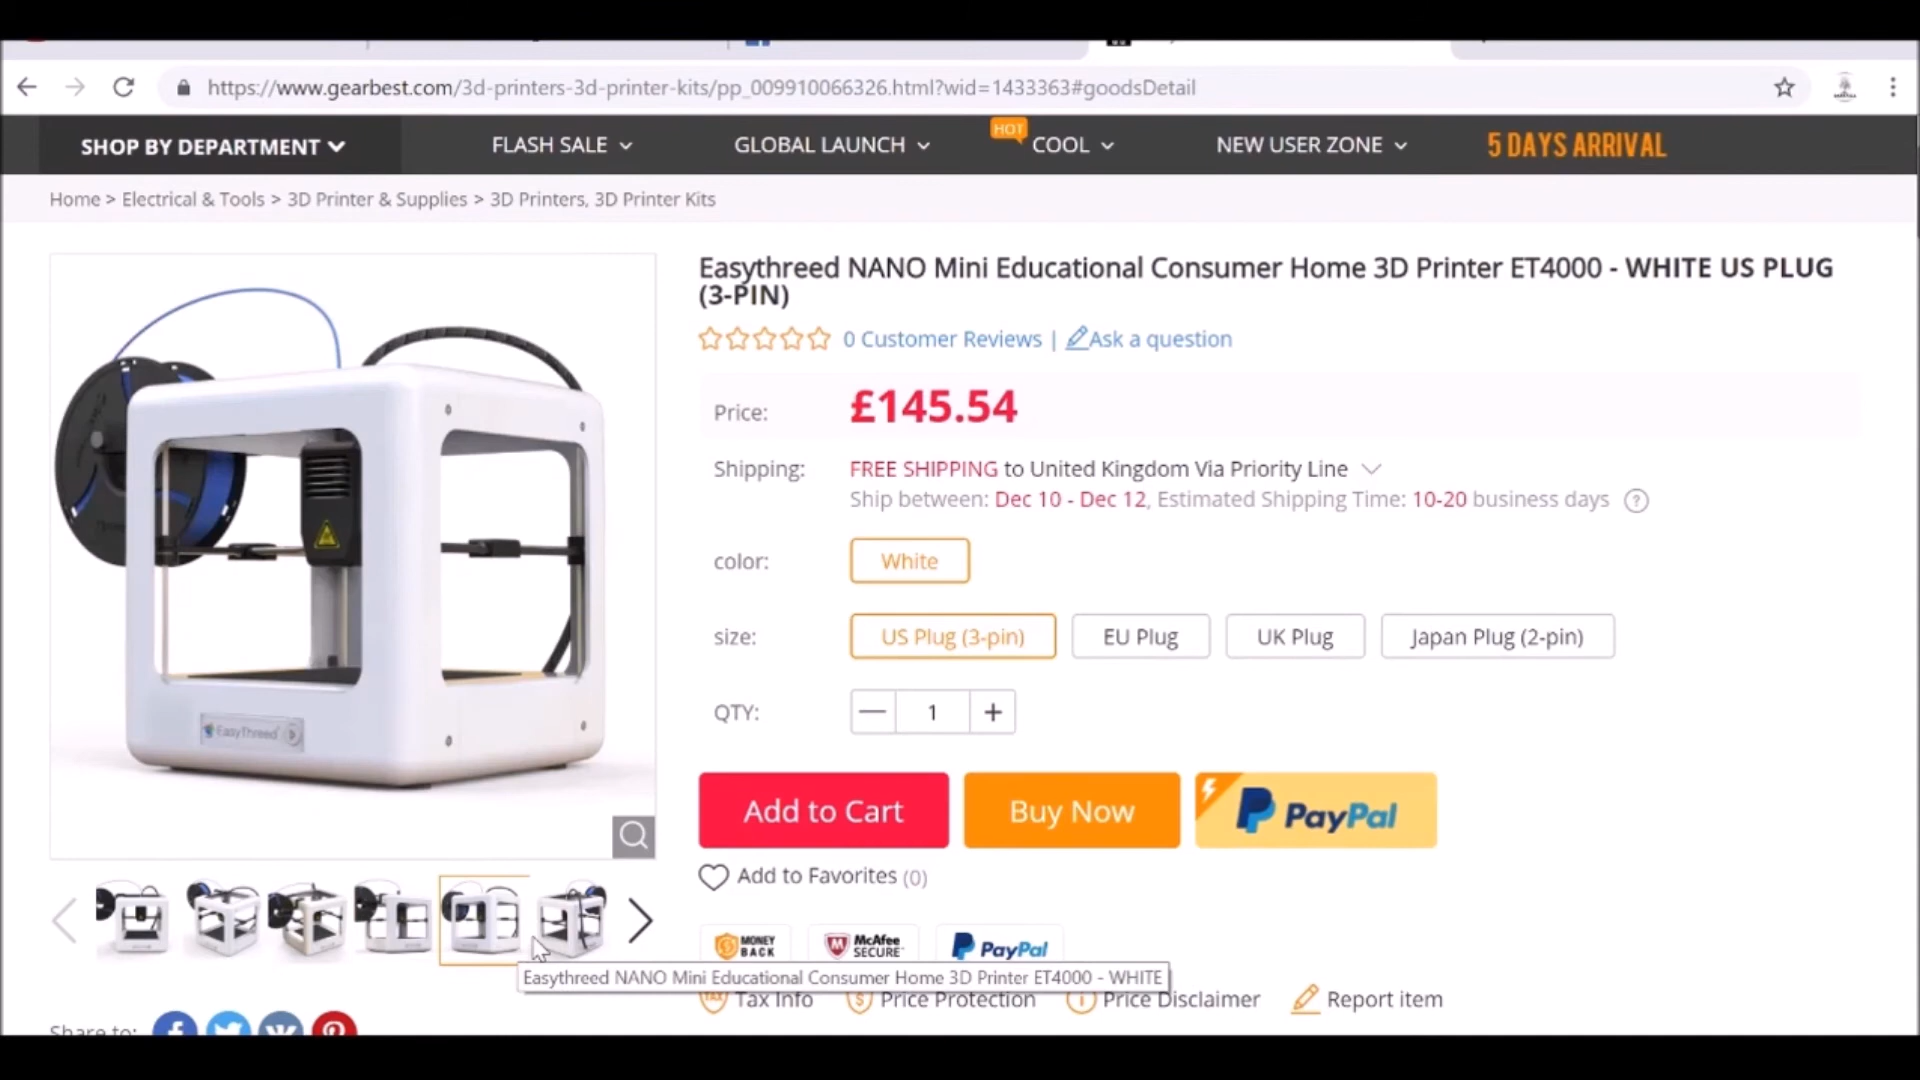 https://www.gearbest.com/3d-printers-3d-printer-kits/pp_009910066326.html?wid=1433363#goodsDetail
SHOP BY DEPARTMENT FLASH SALE GLOBAL LAUNCH HOT COOL NEW USER ZONE 5 DAYS ARRIVAL
Home > Electrical & Tools > 3D Printer & Supplies > 3D Printers, 3D Printer Kits
Easythreed NANO Mini Educational Consumer Home 3D Printer ET4000 - WHITE US PLUG
(3-PIN)
0 Customer Reviews | Ask a question
Price: £145.54
Shipping: FREE SHIPPING to United Kingdom Via Priority Line
Ship between: Dec 10 - Dec 12, Estimated Shipping Time: 10-20 business days ?
color: White
size: US Plug (3-pin) EU Plug UK Plug Japan Plug (2-pin)
QTY: — 1 +
EasyThreed
Add to Cart Buy Now PayPal
Add to Favorites (0)
MONEY BACK McAfee SECURE PayPal
Easythreed NANO Mini Educational Consumer Home 3D Printer ET4000 - WHITE
TAX Tax Info $ Price Protection Price Disclaimer Report item
Share to: